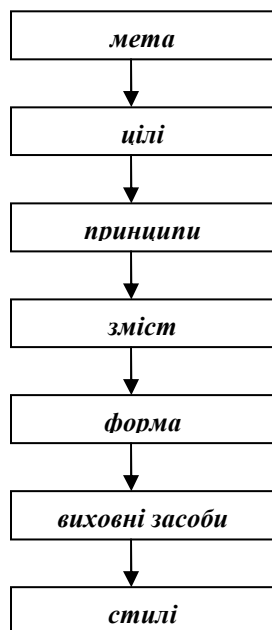 мета
цілі
принципи
зміст
форма
виховні засоби
стилі